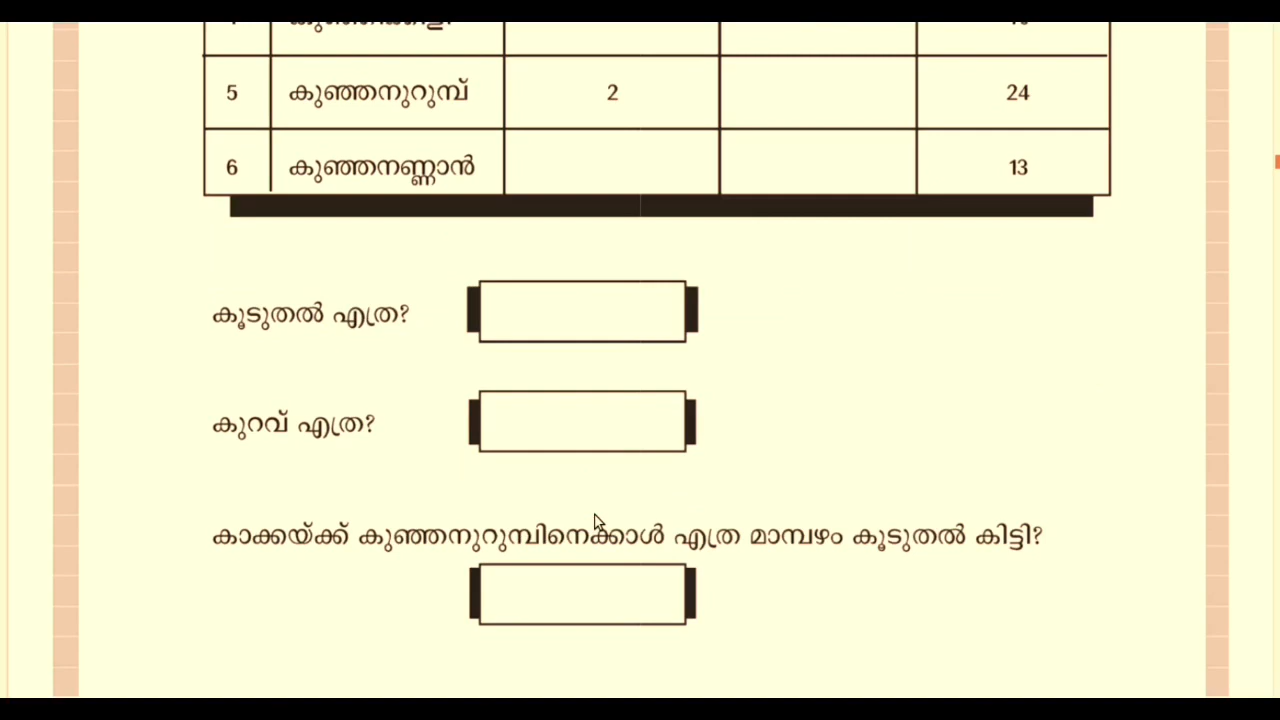 5 കുഞ്ഞനുറുമ്പ് 2 24
6 കുഞ്ഞനണ്ണാൻ 13
കൂടുതൽ എത്ര?
കുറവ് എത്ര?
കാക്കയ്ക്ക് കുഞ്ഞനുറുമ്പിനെക്കാൾ എത്ര മാമ്പഴം കൂടുതൽ കിട്ടി?